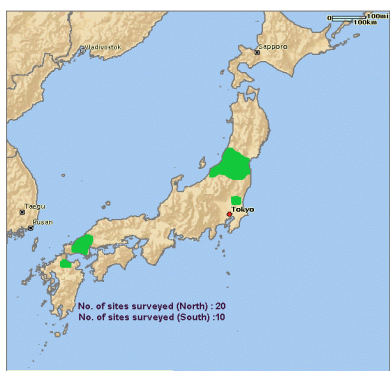 100mi
100km
Vladivostok
Sapporo
Taegu
Pusan
Tokyo
No. of sites surveyed (North) : 20
No. of sites surveyed (South) :10